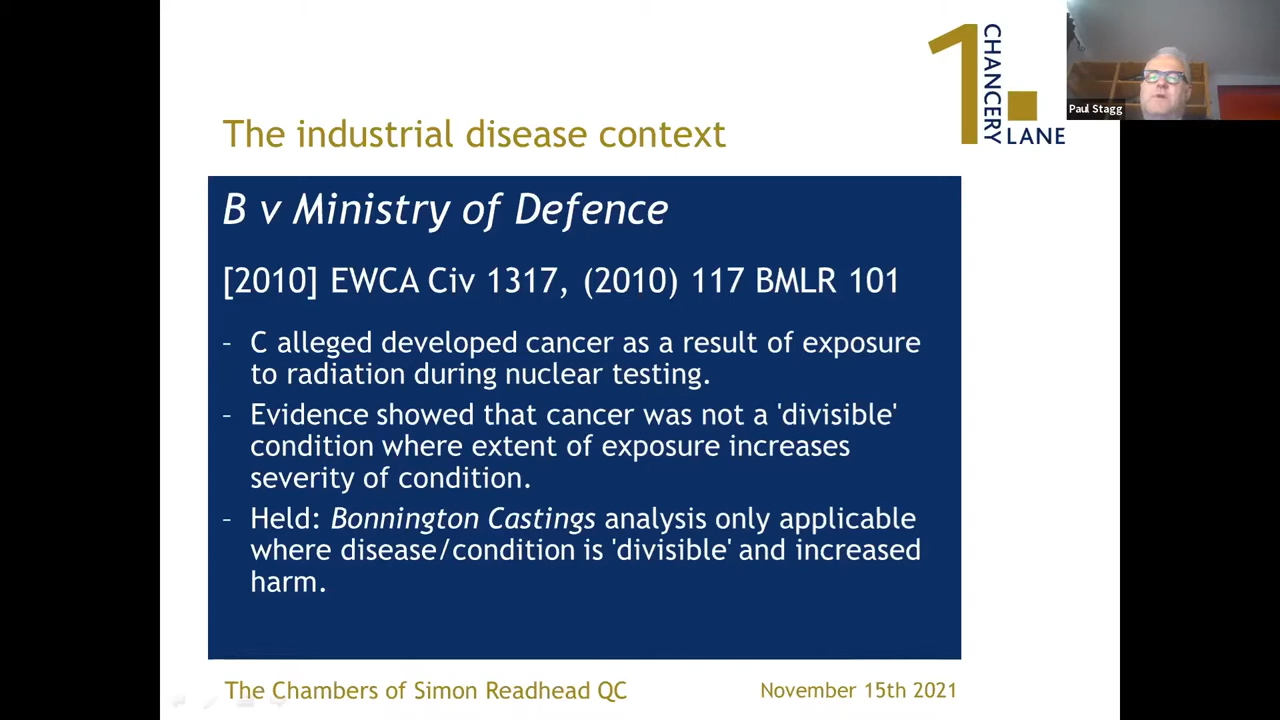 1
CHANCERY
LANE
Paul Stagg
The industrial disease context
B v Ministry of Defence
[2010] EWCA Civ 1317, (2010) 117 BMLR 101
- C alleged developed cancer as a result of exposure
to radiation during nuclear testing.
- Evidence showed that cancer was not a 'divisible'
condition where extent of exposure increases
severity of condition.
- Held: Bonnington Castings analysis only applicable
where disease/condition is 'divisible' and increased
harm.
The Chambers of Simon Readhead QC
November 15th 2021